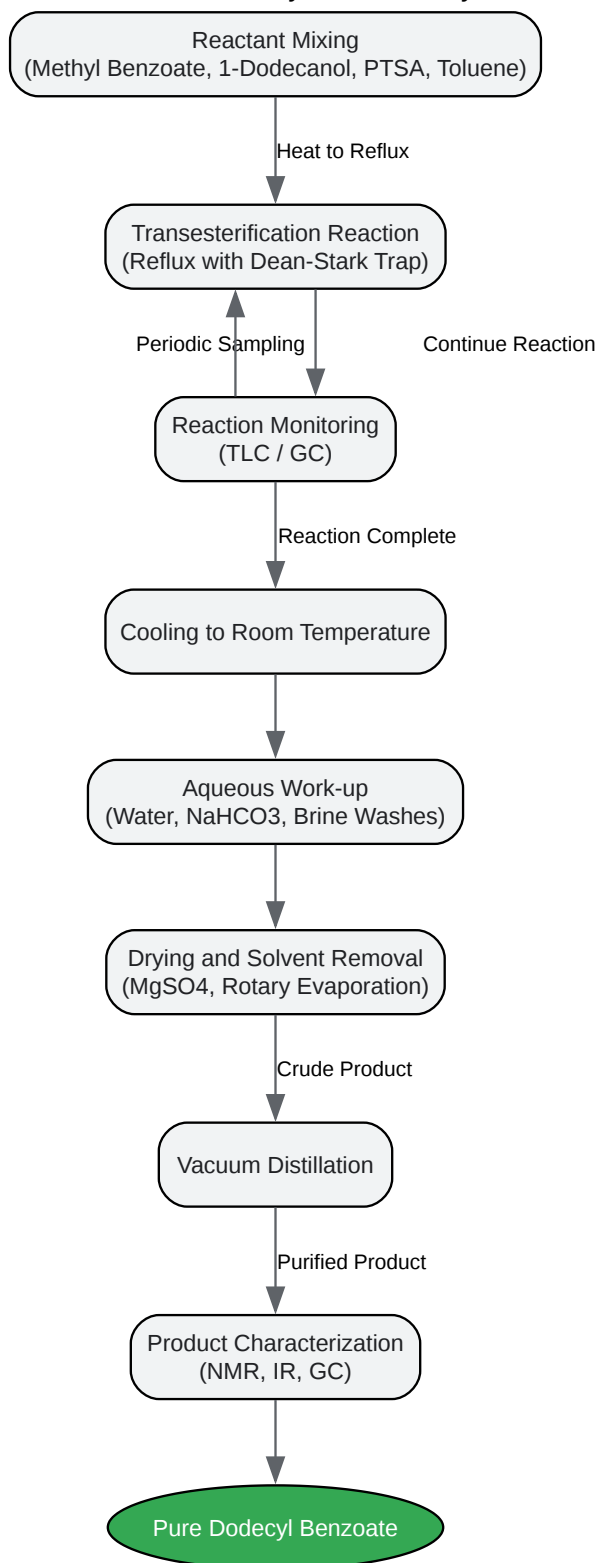 Reactant Mixing
(Methyl Benzoate, 1-Dodecanol, PTSA, Toluene)
Heat to Reflux
Transesterification Reaction
(Reflux with Dean-Stark Trap)
Periodic Sampling
Continue Reaction
Reaction Monitoring
(TLC / GC)
Reaction Complete
Cooling to Room Temperature
Aqueous Work-up
(Water, NaHCO3, Brine Washes)
Drying and Solvent Removal
(MgSO4, Rotary Evaporation)
Crude Product
Vacuum Distillation
Purified Product
Product Characterization
(NMR, IR, GC)
Pure Dodecyl Benzoate